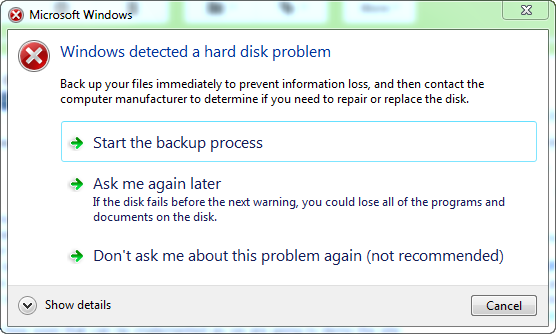 Microsoft Windows
Windows detected a hard disk problem
Back up your files immediately to prevent information loss, and then contact the
computer manufacturer to determine if you need to repair or replace the disk.
Start the backup process
Ask me again later
If the disk fails before the next warning, you could lose all of the programs and
documents on the disk.
Don't ask me about this problem again (not recommended)
Show details
Cancel